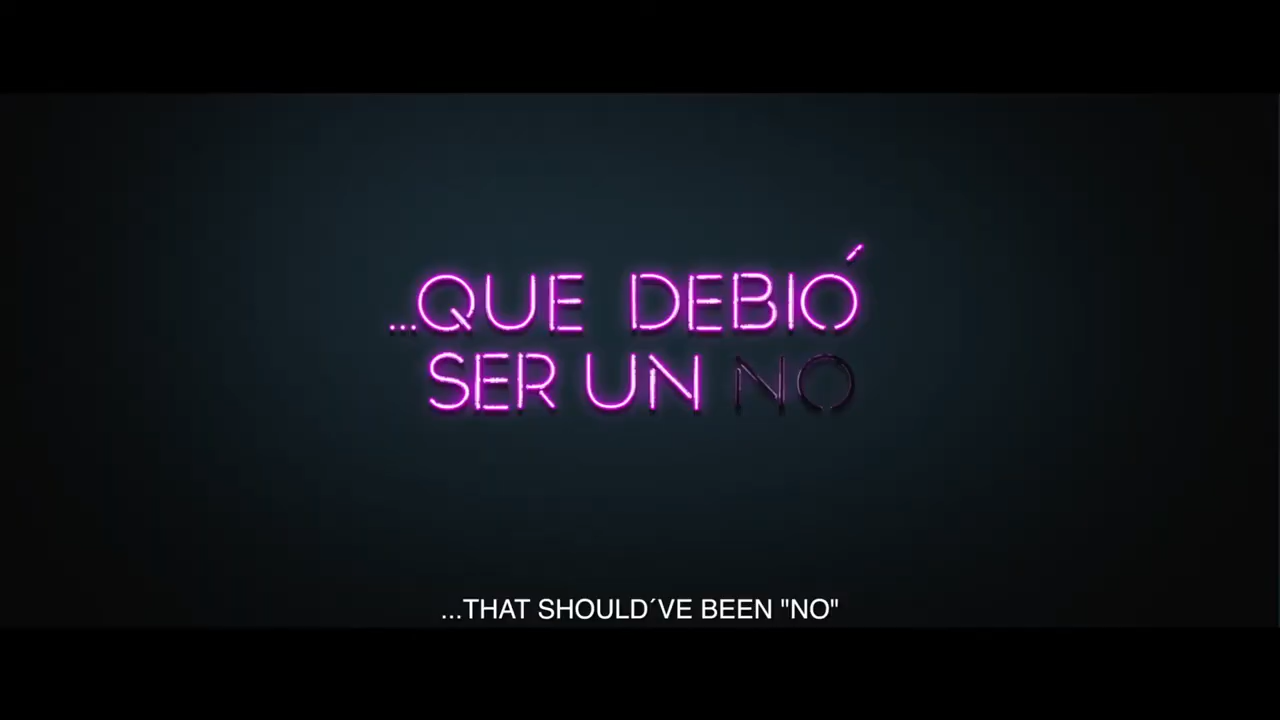 ...QUE DEBIÓ
SER UN NO
...THAT SHOULD´VE BEEN "NO"